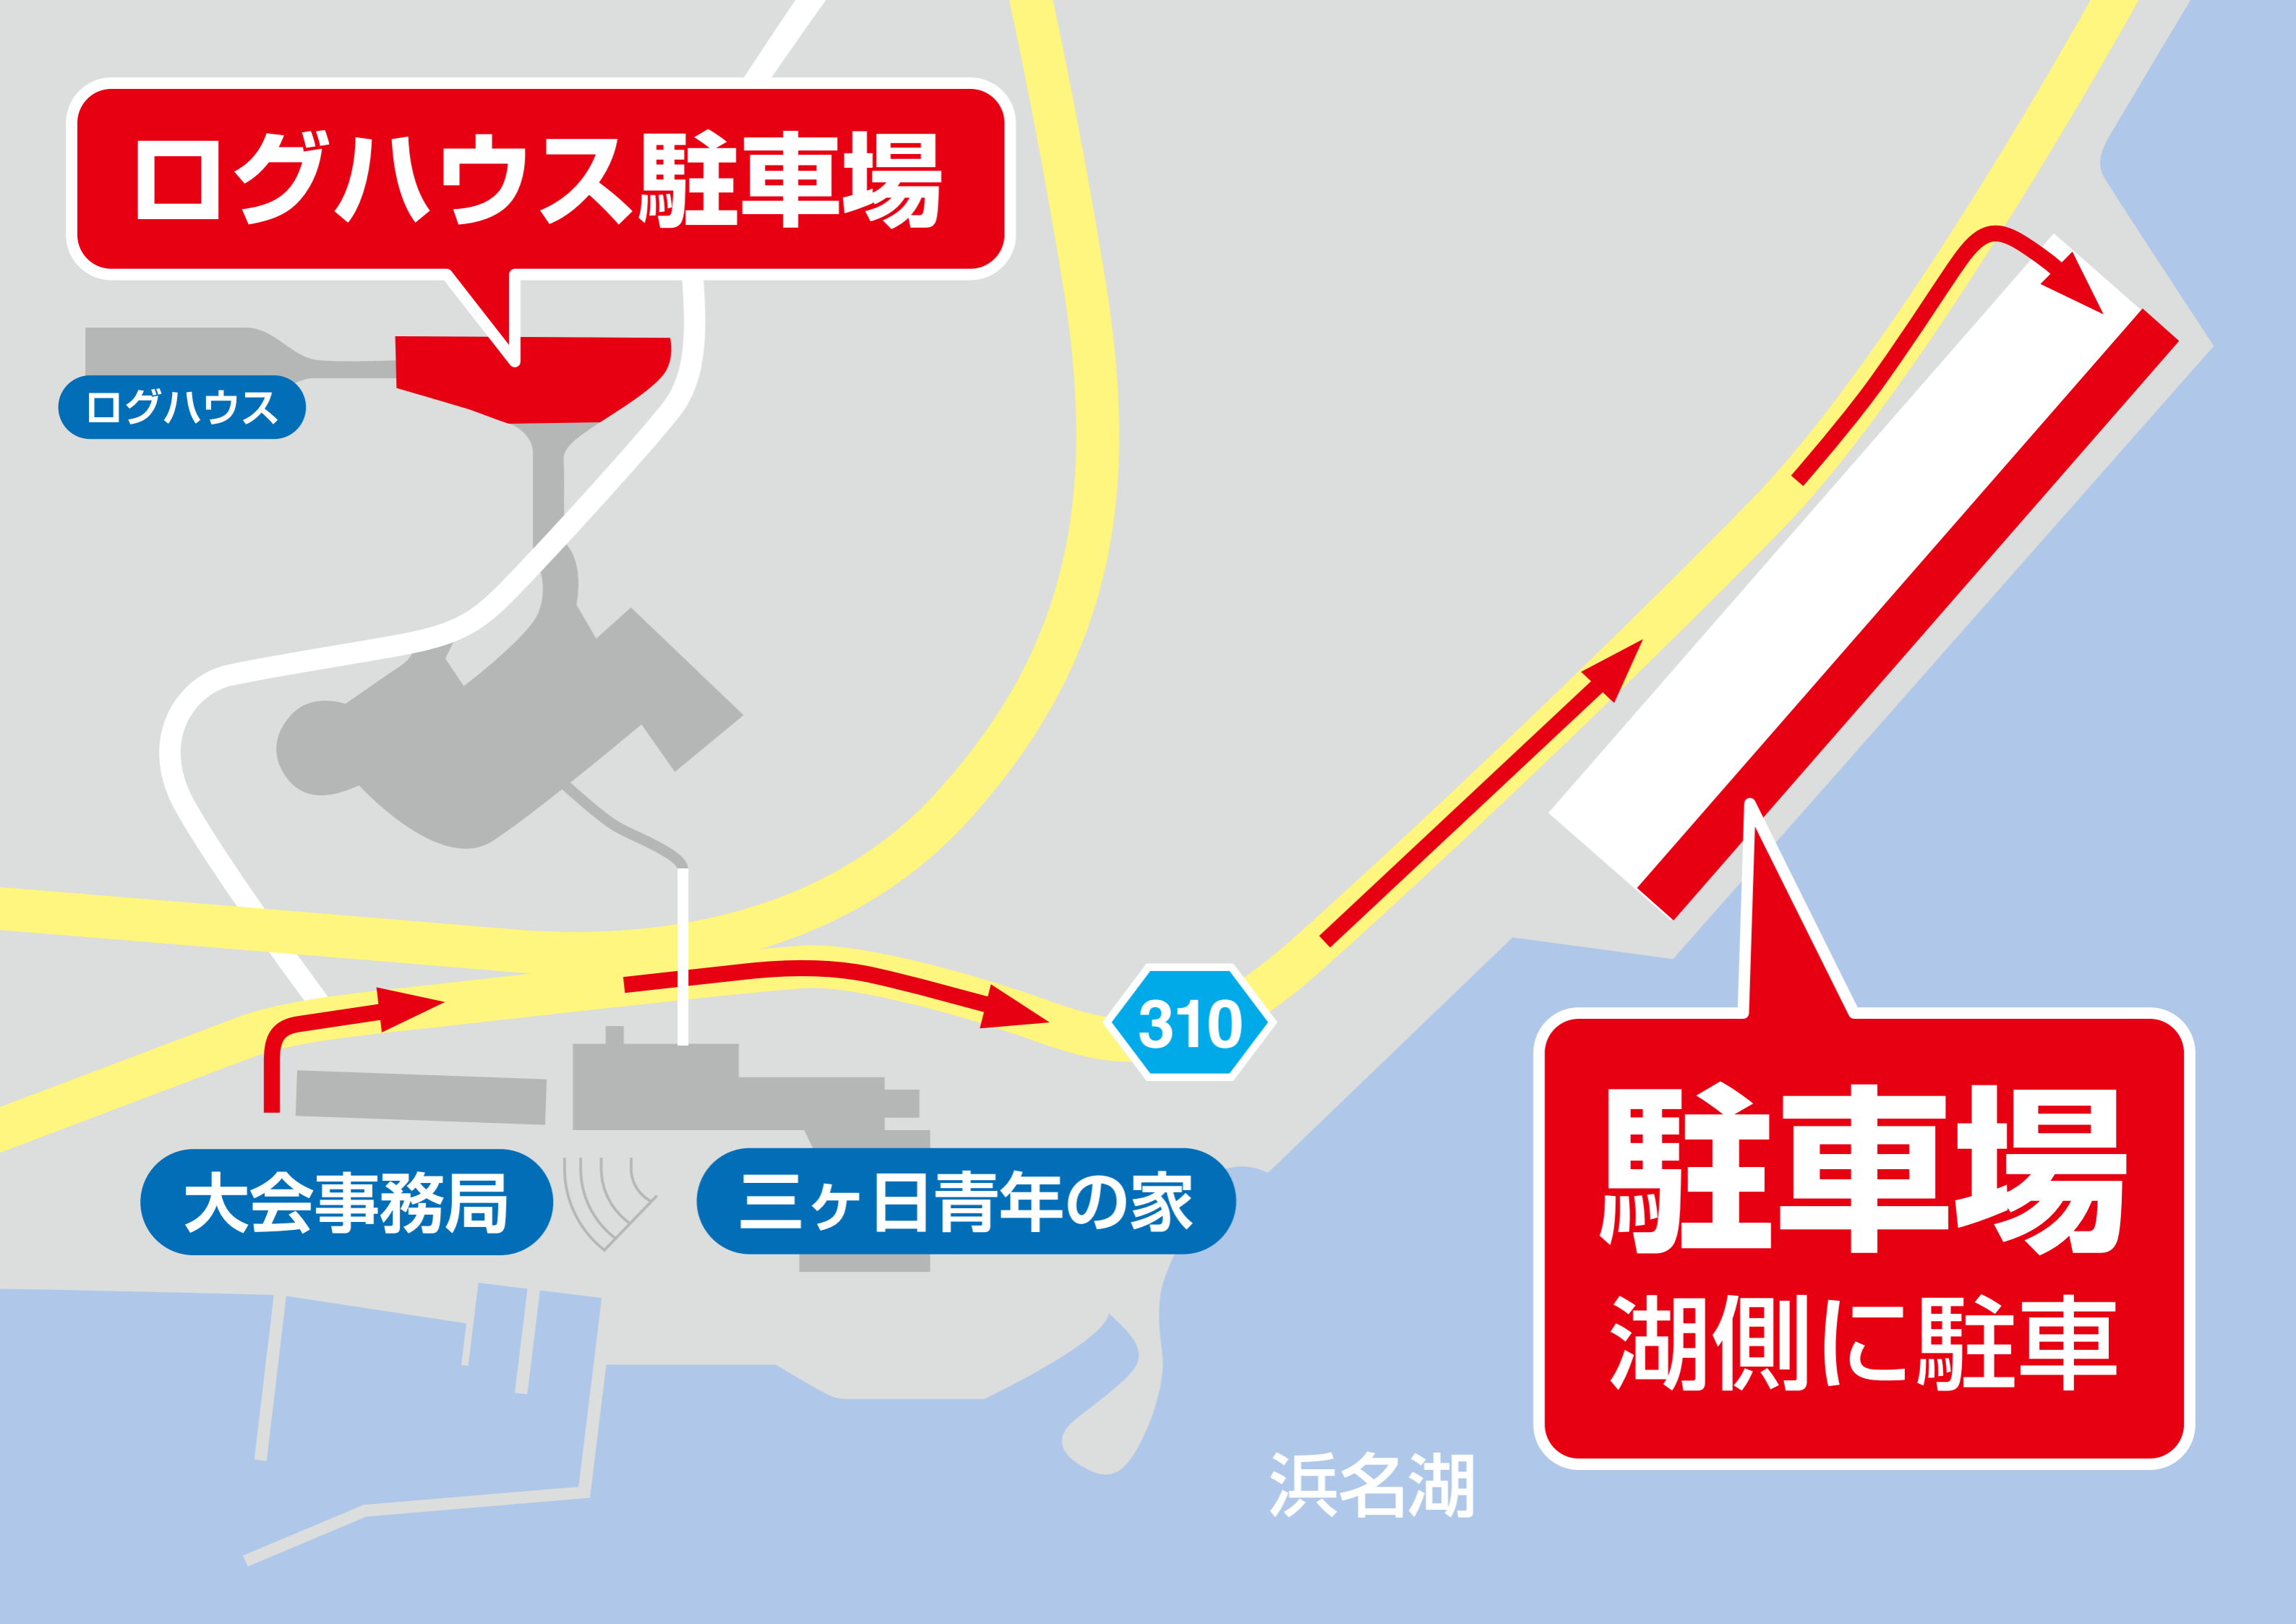 ログハウス駐車場
ログハウス
310
大会事務局
三ヶ日青年の家
駐車場
湖側に駐車
浜名湖